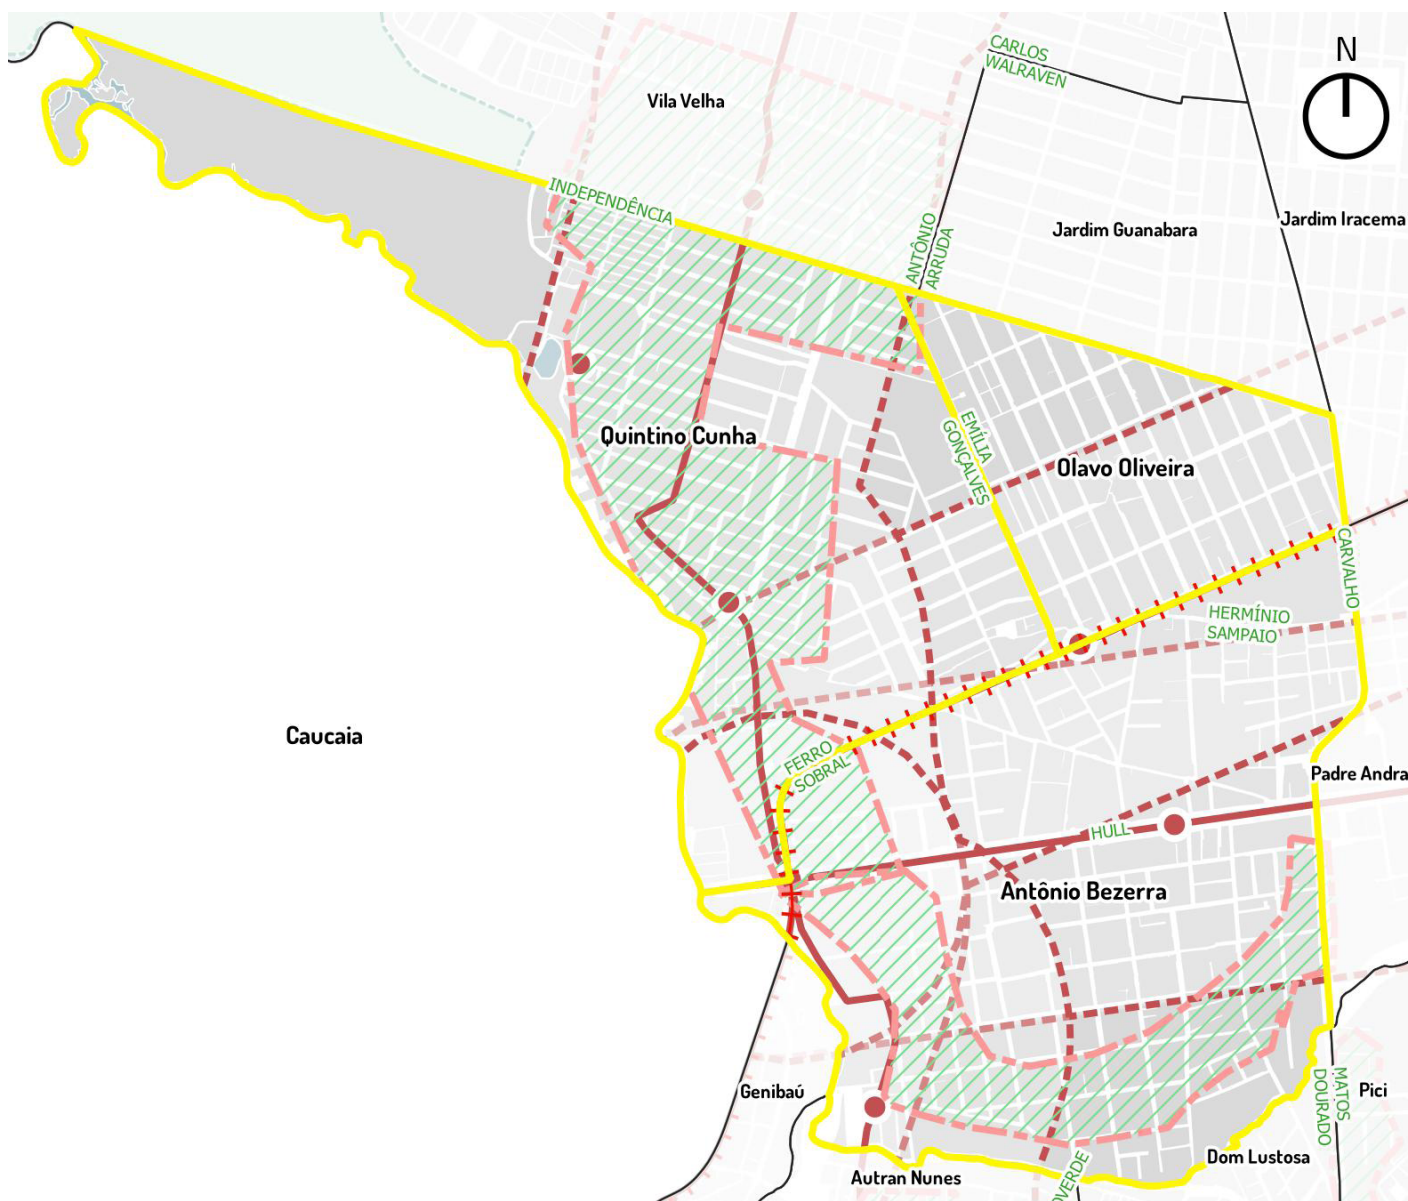 N
CARLOS
WALRAVEN
Vila Velha
INDEPENDÊNCIA
ANTÔNIO
ARRUDA
Jardim Guanabara
Jardim Iracema
Quintino Cunha
EMÍLIA
GONÇALVES
Olavo Oliveira
CARVALHO
HERMÍNIO
SAMPAIO
Caucaia
FERRO
SOBRAL
Padre Andra
HULL
Antônio Bezerra
Genibaú
MATOS
DOURADO
Pici
Dom Lustosa
Autran Nunes
OVERDE